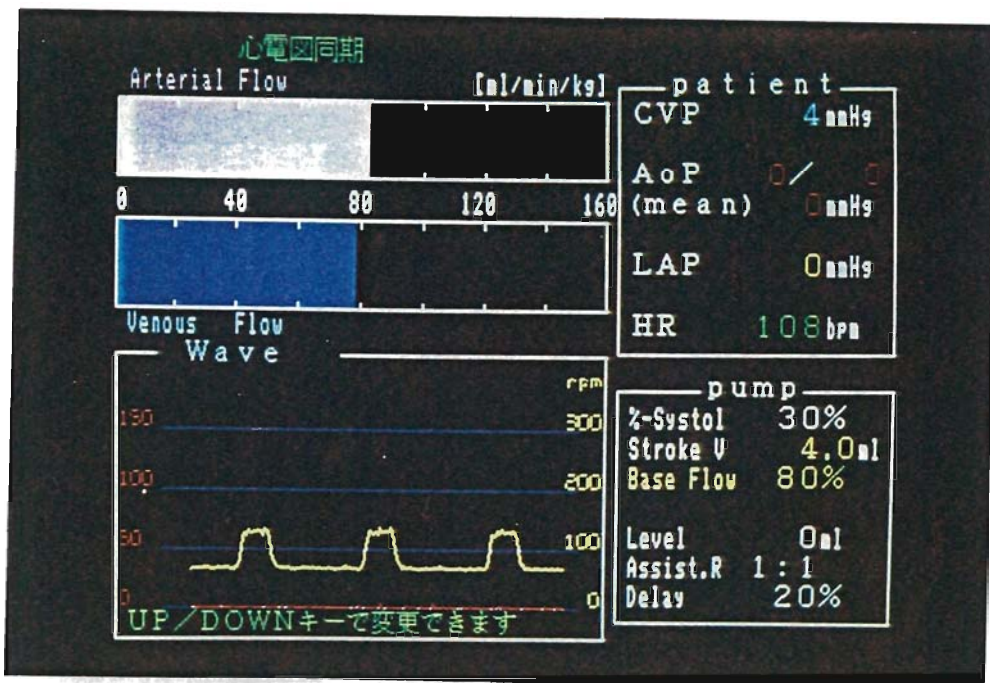 心電図同期
Arterial Flow [ml/min/kg]
0 40 80 120 160
Venous Flow
patient
CVP 4mmHg
AoP 0/ 0
(mean) 0mmHg
LAP 0mmHg
HR 108bpm
Wave
rpm
150 300
100 200
50 100
0 0
UP/DOWNキーで変更できます
pump
%-Systol 30%
Stroke V 4.0ml
Base Flow 80%
Level 0ml
Assist.R 1:1
Delay 20%